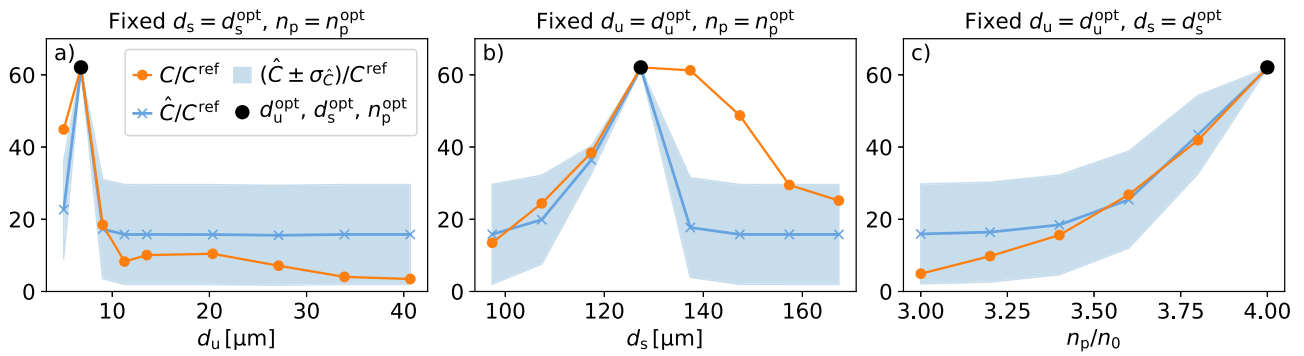 Fixed d_s = d_s^opt, n_p = n_p^opt
a)
C/C^ref
Ĉ/C^ref
(Ĉ ± σ_Ĉ)/C^ref
d_u^opt, d_s^opt, n_p^opt
60
40
20
0
10 20 30 40
d_u [µm]
Fixed d_u = d_u^opt, n_p = n_p^opt
b)
60
40
20
0
100 120 140 160
d_s [µm]
Fixed d_u = d_u^opt, d_s = d_s^opt
c)
60
40
20
0
3.00 3.25 3.50 3.75 4.00
n_p/n_0